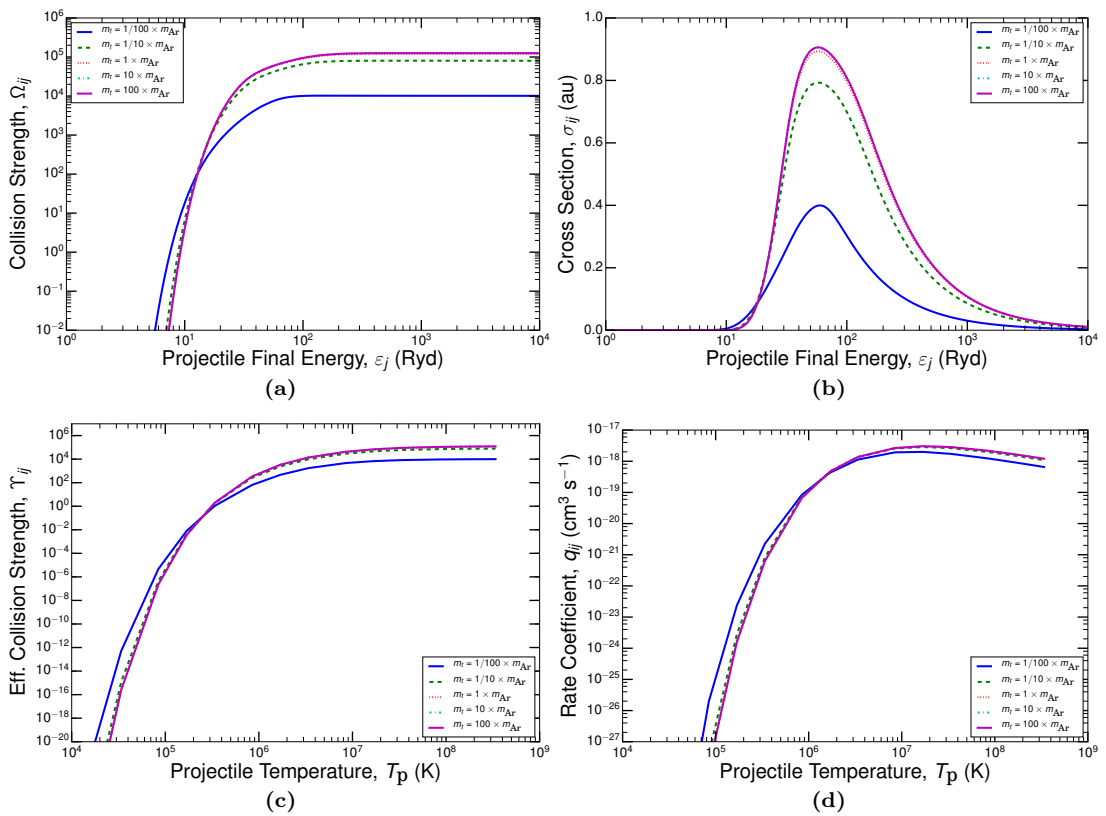 m_t = 1/100 × m_Ar
m_t = 1/10 × m_Ar
m_t = 1 × m_Ar
m_t = 10 × m_Ar
m_t = 100 × m_Ar
10^6
10^5
10^4
10^3
10^2
10^1
10^0
10^-1
10^-2
Collision Strength, Ω_ij
10^0 10^1 10^2 10^3 10^4
Projectile Final Energy, ε_j (Ryd)
(a)
m_t = 1/100 × m_Ar
m_t = 1/10 × m_Ar
m_t = 1 × m_Ar
m_t = 10 × m_Ar
m_t = 100 × m_Ar
1.0
0.8
0.6
0.4
0.2
0.0
Cross Section, σ_ij (au)
10^0 10^1 10^2 10^3 10^4
Projectile Final Energy, ε_j (Ryd)
(b)
10^6
10^4
10^2
10^0
10^-2
10^-4
10^-6
10^-8
10^-10
10^-12
10^-14
10^-16
10^-18
10^-20
Eff. Collision Strength, ϒ_ij
m_t = 1/100 × m_Ar
m_t = 1/10 × m_Ar
m_t = 1 × m_Ar
m_t = 10 × m_Ar
m_t = 100 × m_Ar
10^4 10^5 10^6 10^7 10^8 10^9
Projectile Temperature, T_p (K)
(c)
10^-17
10^-18
10^-19
10^-20
10^-21
10^-22
10^-23
10^-24
10^-25
10^-26
10^-27
Rate Coefficient, q_ij (cm^3 s^-1)
m_t = 1/100 × m_Ar
m_t = 1/10 × m_Ar
m_t = 1 × m_Ar
m_t = 10 × m_Ar
m_t = 100 × m_Ar
10^4 10^5 10^6 10^7 10^8 10^9
Projectile Temperature, T_p (K)
(d)